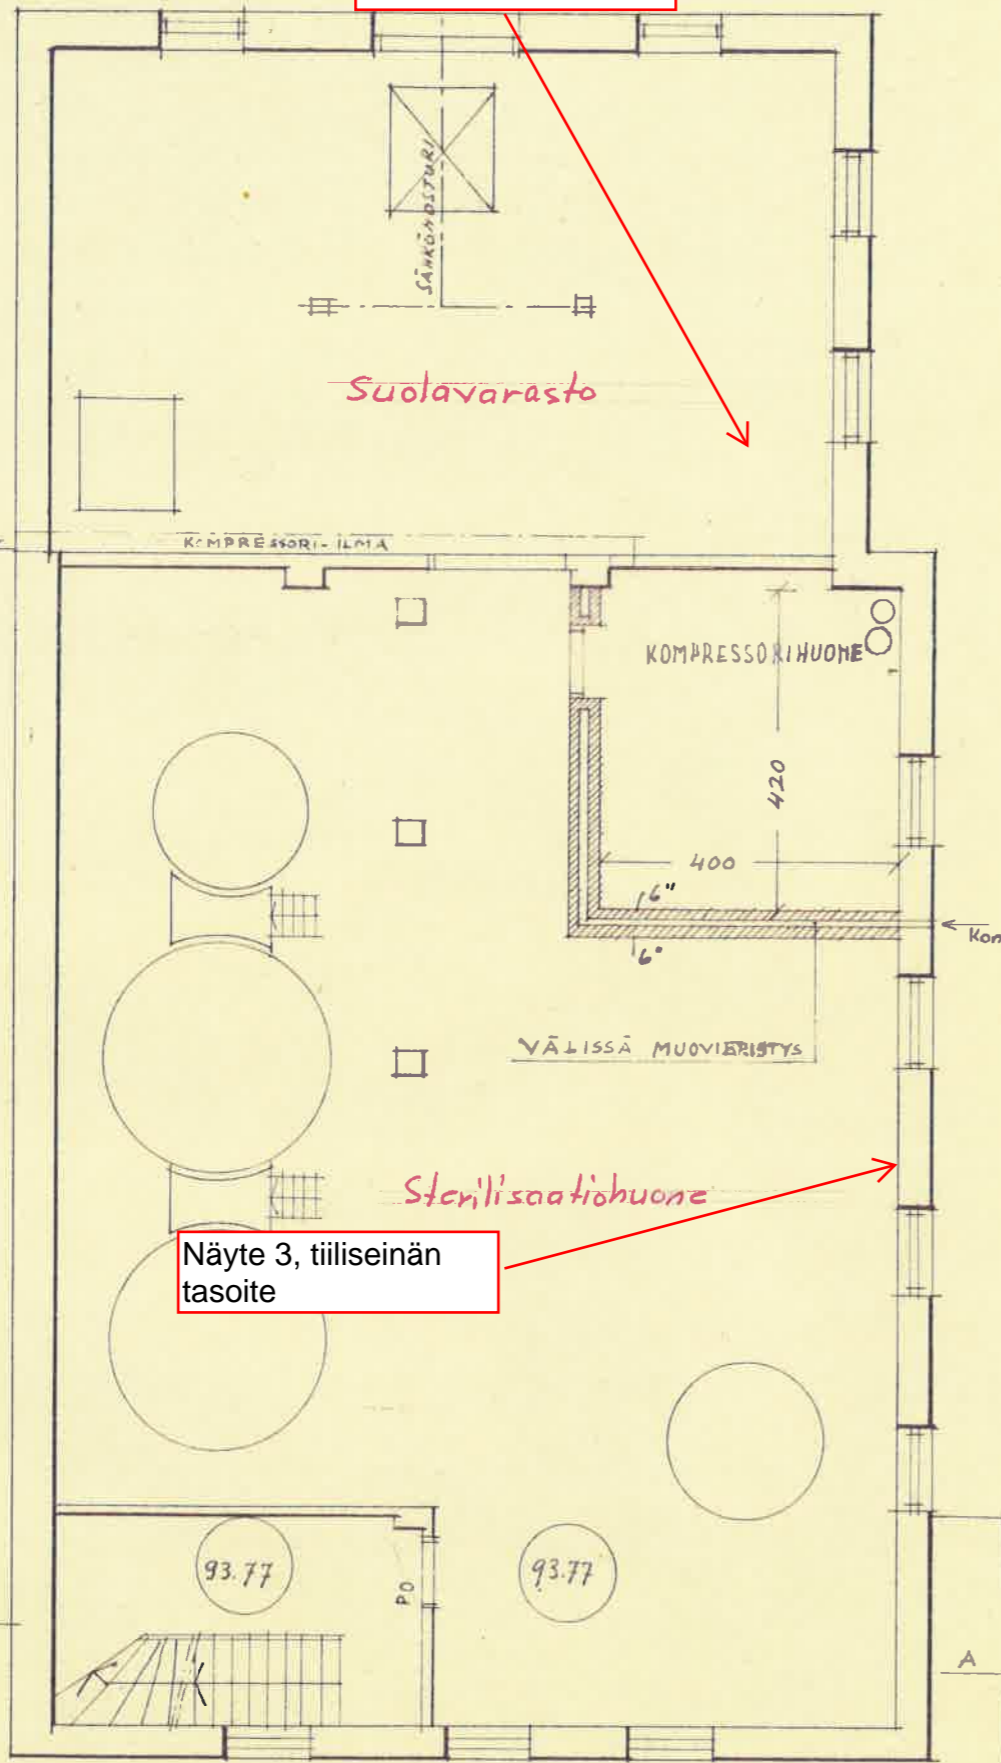 SÄHKÖNOSTURI
Suolavarasto
KOMPRESSORI-ILMA
KOMPRESSORIHUONE
420
400
6"
6"
Kom
VÄLISSÄ MUOVIERISTYS
Sterilisaatiohuone
Näyte 3, tiiliseinän
tasoite
93.77
93.77
PO
A